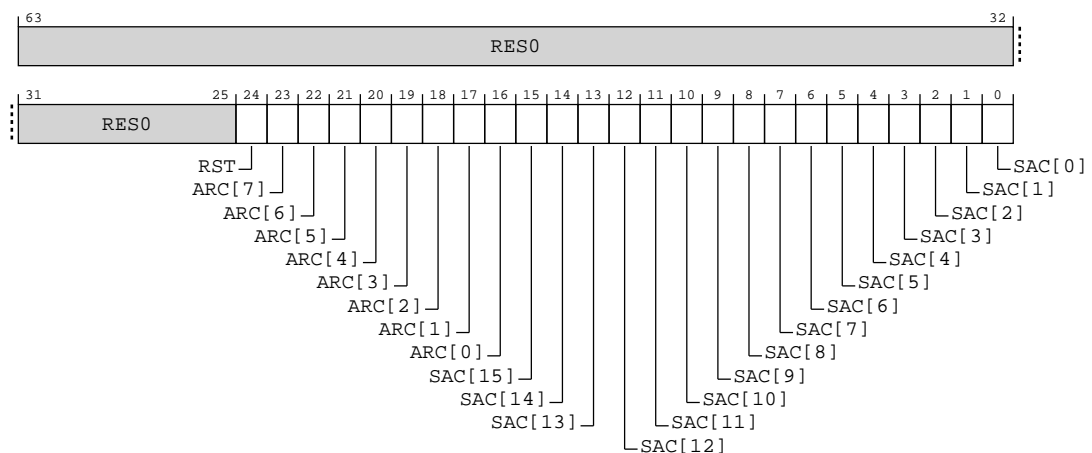 63 32
RES0
31 25 24 23 22 21 20 19 18 17 16 15 14 13 12 11 10 9 8 7 6 5 4 3 2 1 0
RES0
RST SAC[0]
ARC[7] SAC[1]
ARC[6] SAC[2]
ARC[5] SAC[3]
ARC[4] SAC[4]
ARC[3] SAC[5]
ARC[2] SAC[6]
ARC[1] SAC[7]
ARC[0] SAC[8]
SAC[15] SAC[9]
SAC[14] SAC[10]
SAC[13] SAC[11]
SAC[12]